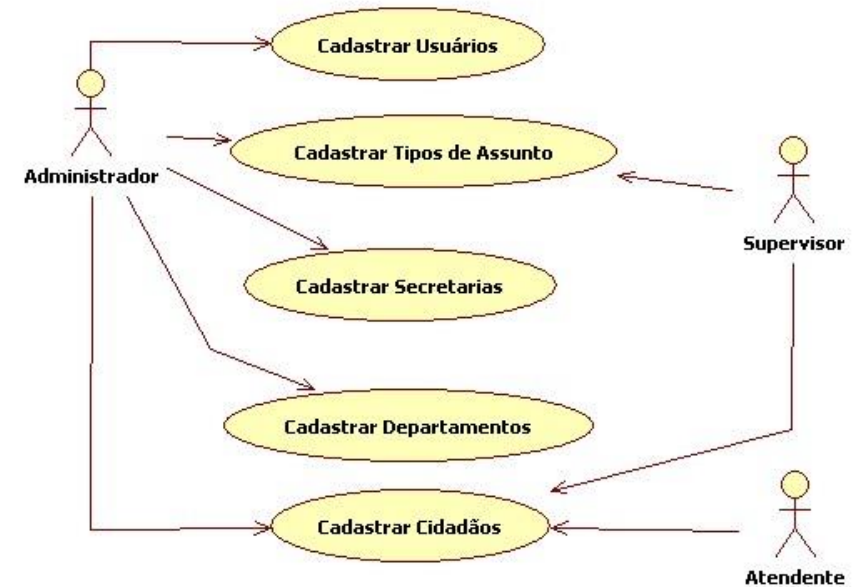 Cadastrar Usuários
Cadastrar Tipos de Assunto
Administrador
Supervisor
Cadastrar Secretarias
Cadastrar Departamentos
Cadastrar Cidadãos
Atendente